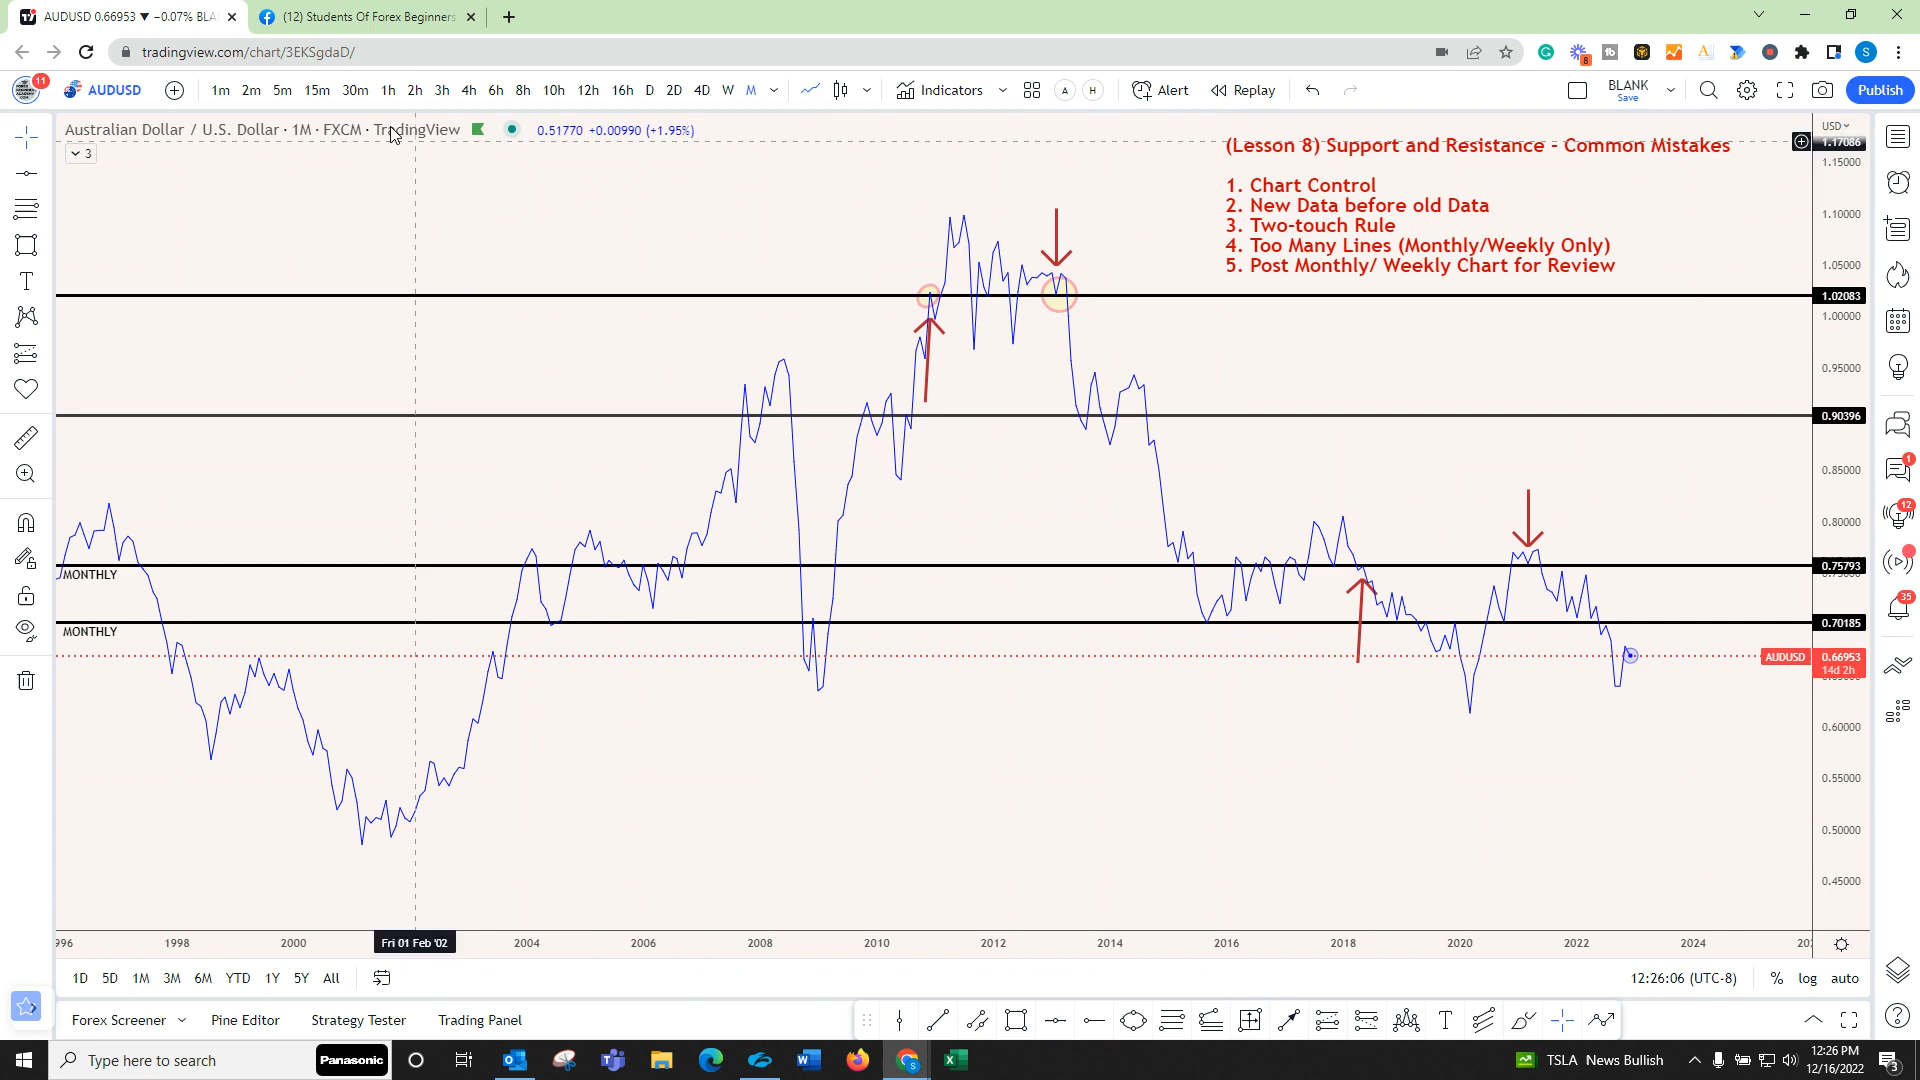 AUDUSD 0.66953 ▼ −0.07% BLA
(12) Students Of Forex Beginners
tradingview.com/chart/3EKSgdaD/
8
S
11
AUDUSD
1m 2m 5m 15m 30m 1h 2h 3h 4h 6h 8h 10h 12h 16h D 2D 4D W M
Indicators
A
H
Alert
Replay
BLANK
Save
Publish
Australian Dollar / U.S. Dollar · 1M · FXCM · TradingView
0.51770 +0.00990 (+1.95%)
3
USD
1.17086
(Lesson 8) Support and Resistance - Common Mistakes
1. Chart Control
2. New Data before old Data
3. Two-touch Rule
4. Too Many Lines (Monthly/Weekly Only)
5. Post Monthly/ Weekly Chart for Review
1.15000
1.10000
1.05000
1.02083
1.00000
0.95000
0.90396
0.85000
0.80000
0.75793
0.70185
AUDUSD 0.66953
14d 2h
0.60000
0.55000
0.50000
0.45000
MONTHLY
MONTHLY
1
12
35
996 1998 2000 Fri 01 Feb '02 2004 2006 2008 2010 2012 2014 2016 2018 2020 2022 2024
1D 5D 1M 3M 6M YTD 1Y 5Y All
12:26:06 (UTC-8) % log auto
Forex Screener Pine Editor Strategy Tester Trading Panel
Type here to search
Panasonic
TSLA News Bullish
12:26 PM
12/16/2022
3